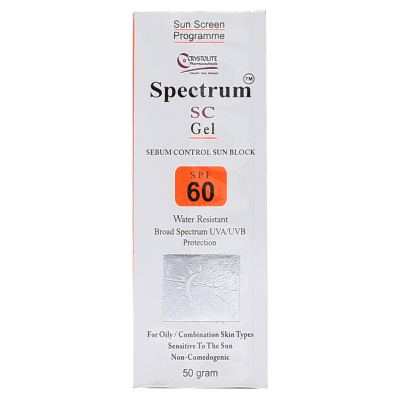 Sun Screen
Programme
CRYSTOLITE
Pharmaceuticals
Spectrum™
SC
Gel
SEBUM CONTROL SUN BLOCK
SPF
60
Water Resistant
Broad Spectrum UVA/UVB
Protection
For Oily / Combination Skin Types
Sensitive To The Sun
Non-Comedogenic
50 gram